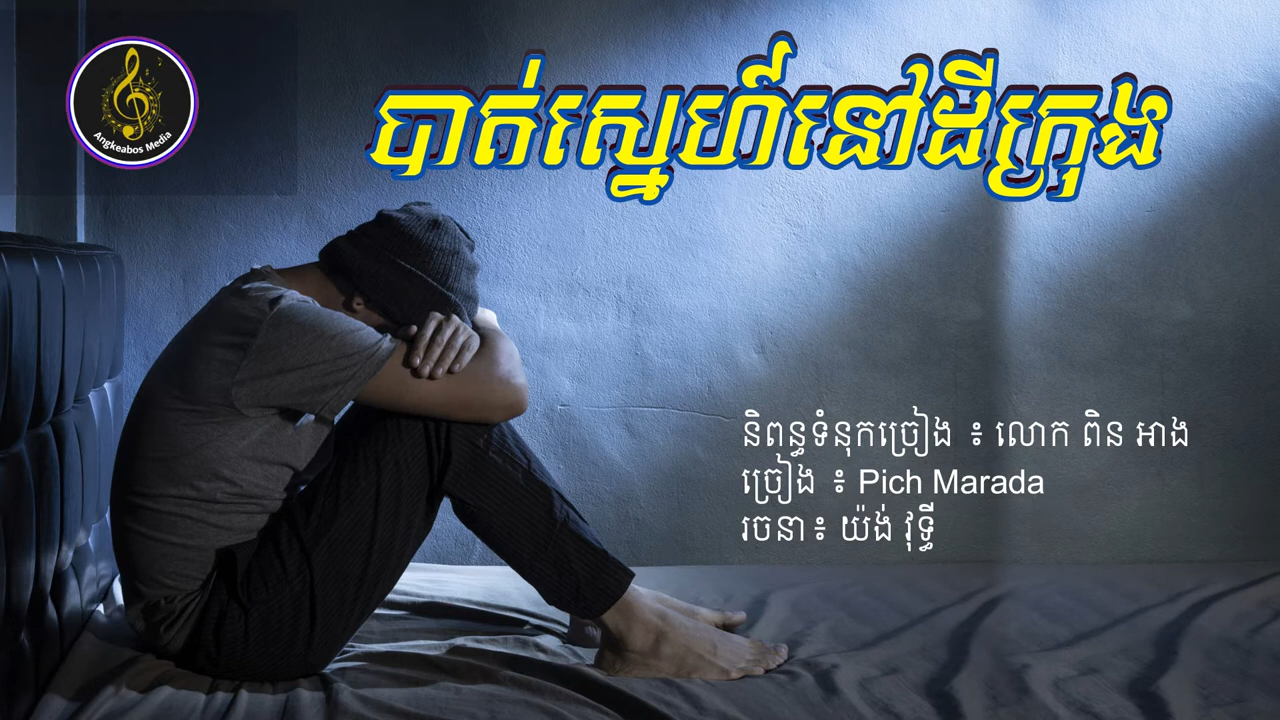 Angkeabos Media
បាត់ស្នេហ៍នៅដីក្រុង
និពន្ធទំនុកច្រៀង ៖ លោក ពិន អាង
ច្រៀង ៖ Pich Marada
រចនា៖ យ៉ង់ វុទ្ធី